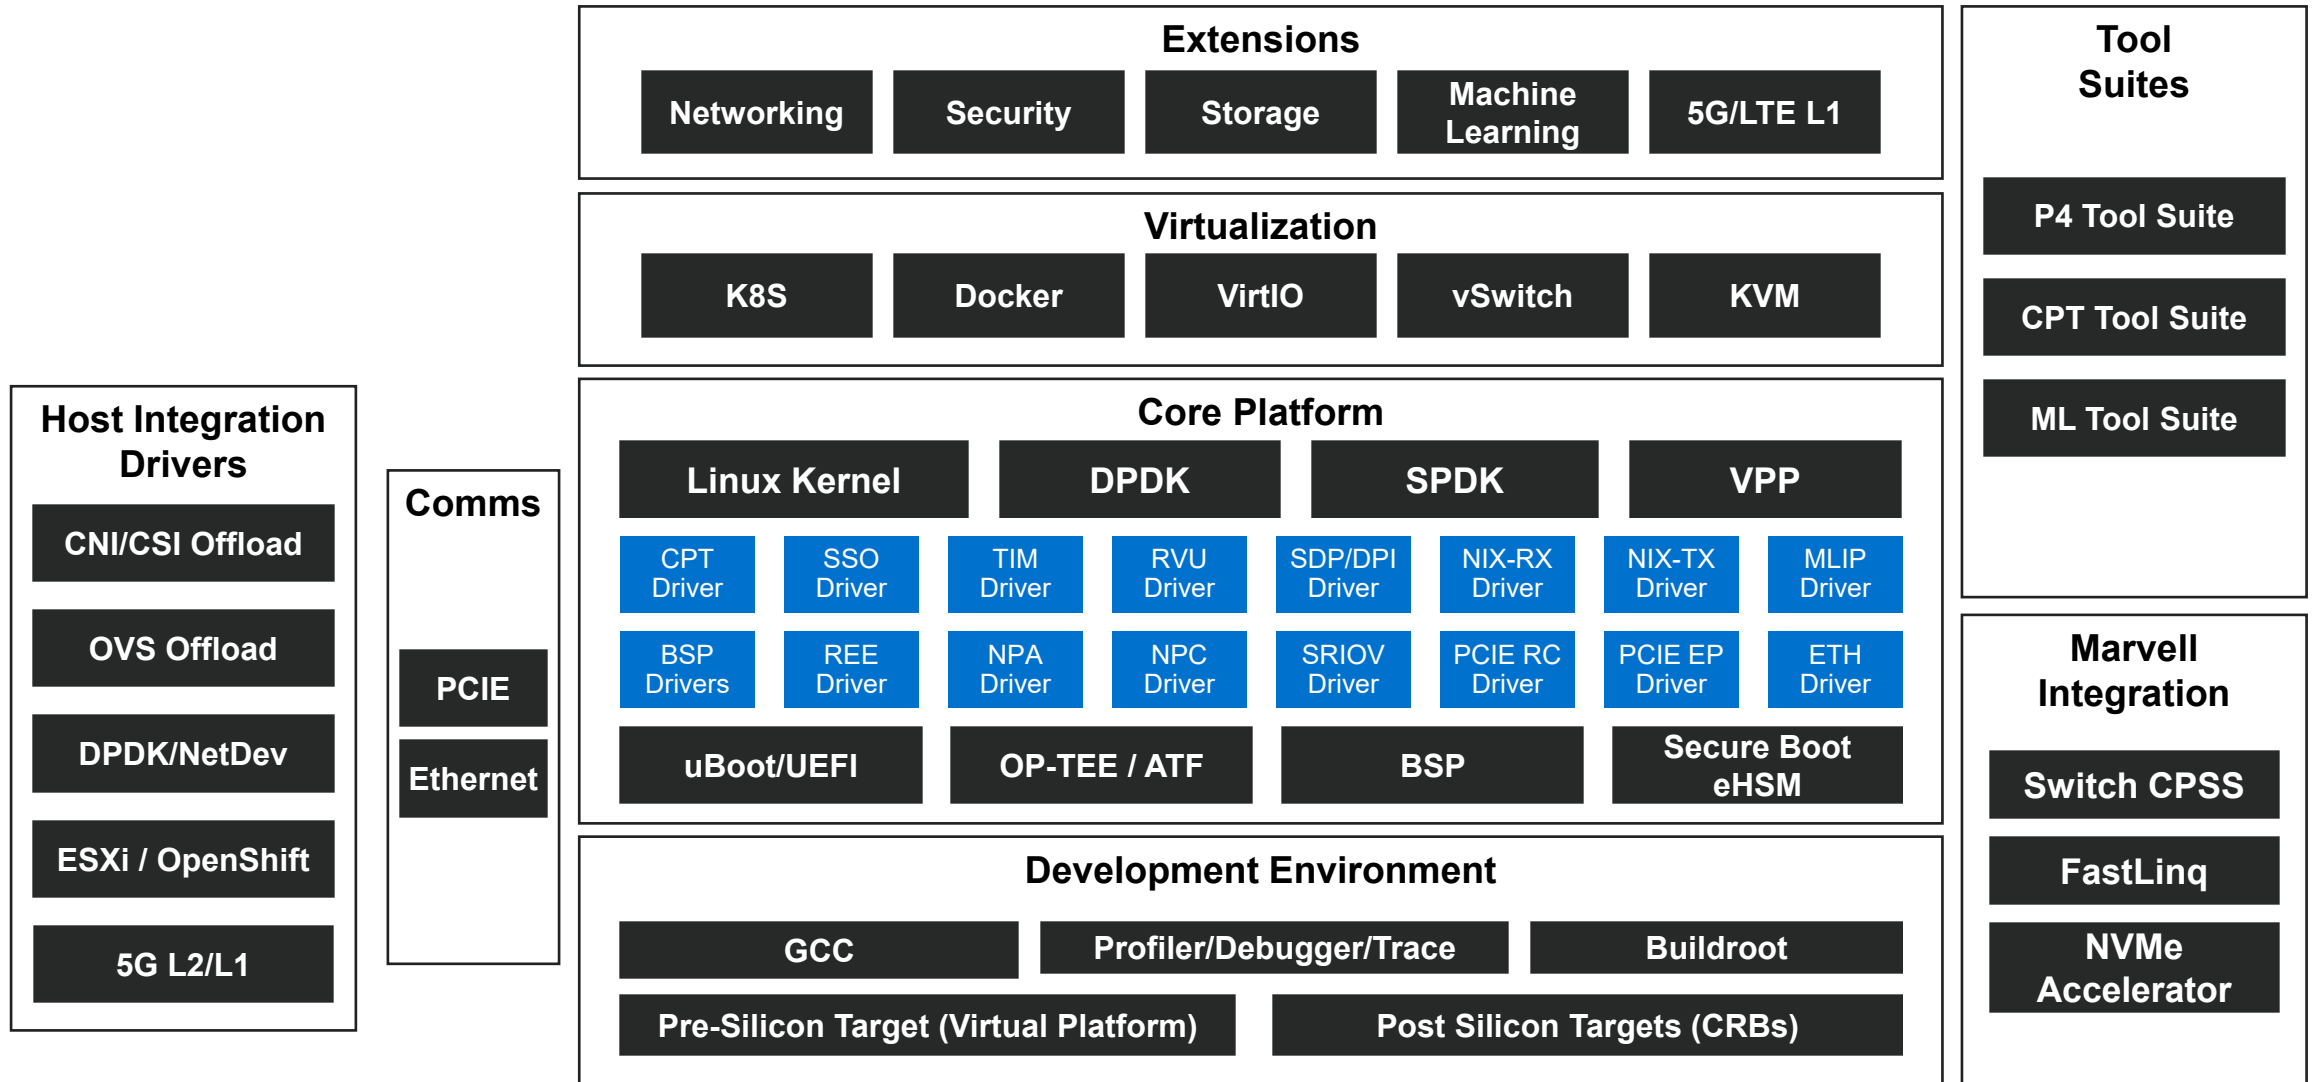 Extensions
Networking
Security
Storage
Machine
Learning
5G/LTE L1
Virtualization
K8S
Docker
VirtIO
vSwitch
KVM
Host Integration
Drivers
CNI/CSI Offload
OVS Offload
DPDK/NetDev
ESXi / OpenShift
5G L2/L1
Comms
PCIE
Ethernet
Core Platform
Linux Kernel
DPDK
SPDK
VPP
CPT
Driver
SSO
Driver
TIM
Driver
RVU
Driver
SDP/DPI
Driver
NIX-RX
Driver
NIX-TX
Driver
MLIP
Driver
BSP
Drivers
REE
Driver
NPA
Driver
NPC
Driver
SRIOV
Driver
PCIE RC
Driver
PCIE EP
Driver
ETH
Driver
uBoot/UEFI
OP-TEE / ATF
BSP
Secure Boot
eHSM
Development Environment
GCC
Profiler/Debugger/Trace
Buildroot
Pre-Silicon Target (Virtual Platform)
Post Silicon Targets (CRBs)
Tool
Suites
P4 Tool Suite
CPT Tool Suite
ML Tool Suite
Marvell
Integration
Switch CPSS
FastLinq
NVMe
Accelerator